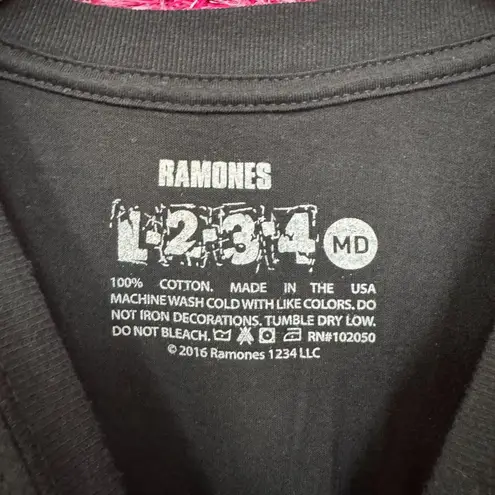 RAMONES
1·2·3·4 MD
100% COTTON. MADE IN THE USA
MACHINE WASH COLD WITH LIKE COLORS. DO
NOT IRON DECORATIONS. TUMBLE DRY LOW.
DO NOT BLEACH. RN#102050
© 2016 Ramones 1234 LLC